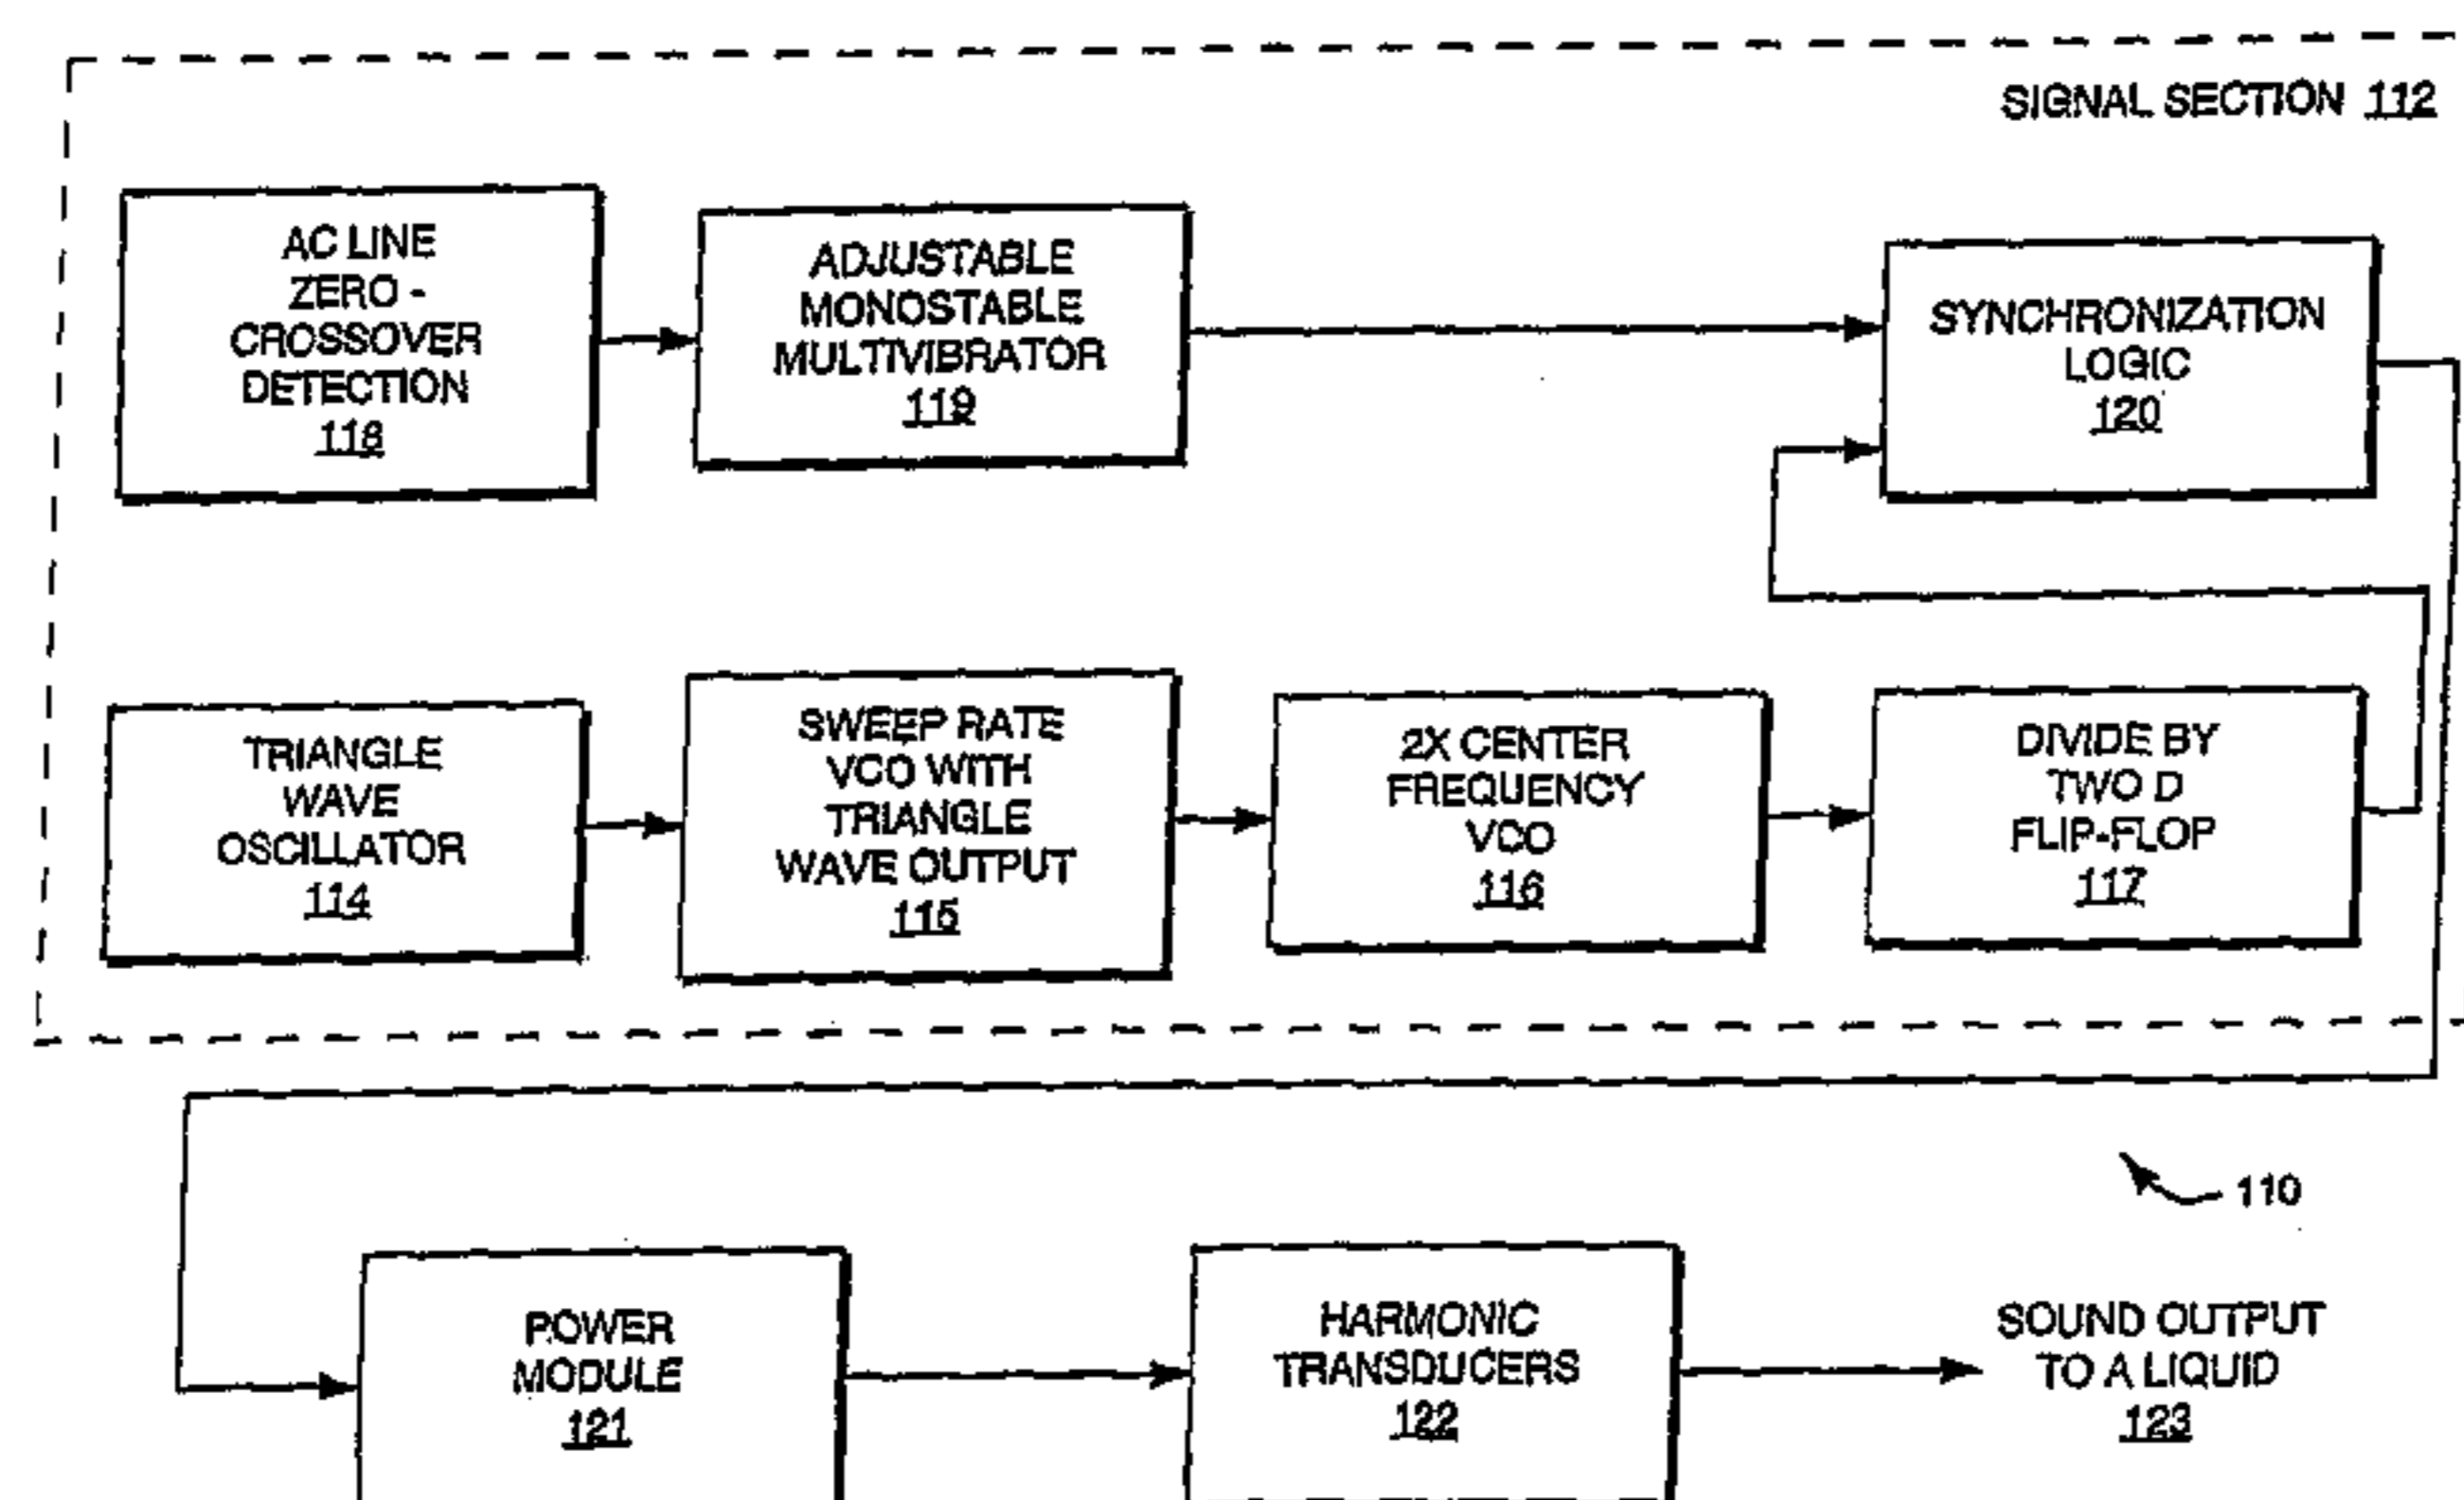 SIGNAL SECTION 112
AC LINE
ZERO -
CROSSOVER
DETECTION
118
ADJUSTABLE
MONOSTABLE
MULTIVIBRATOR
119
SYNCHRONIZATION
LOGIC
120
TRIANGLE
WAVE
OSCILLATOR
114
SWEEP RATE
VCO WITH
TRIANGLE
WAVE OUTPUT
115
2X CENTER
FREQUENCY
VCO
116
DIVIDE BY
TWO D
FLIP-FLOP
117
110
POWER
MODULE
121
HARMONIC
TRANSDUCERS
122
SOUND OUTPUT
TO A LIQUID
123